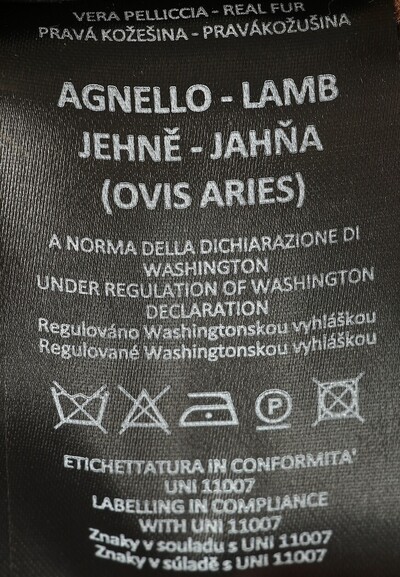 VERA PELLICCIA - REAL FUR
PRAVÁ KOŽEŠINA - PRAVÁKOŽUŠINA
AGNELLO - LAMB
JEHNĚ - JAHŇA
(OVIS ARIES)
A NORMA DELLA DICHIARAZIONE DI
WASHINGTON
UNDER REGULATION OF WASHINGTON
DECLARATION
Regulováno Washingtonskou vyhláškou
Regulované Washingtonskou vyhláškou
P
ETICHETTATURA IN CONFORMITA'
UNI 11007
LABELLING IN COMPLIANCE
WITH UNI 11007
Znaky v souladu s UNI 11007
Znaky v súladě s UNI 11007